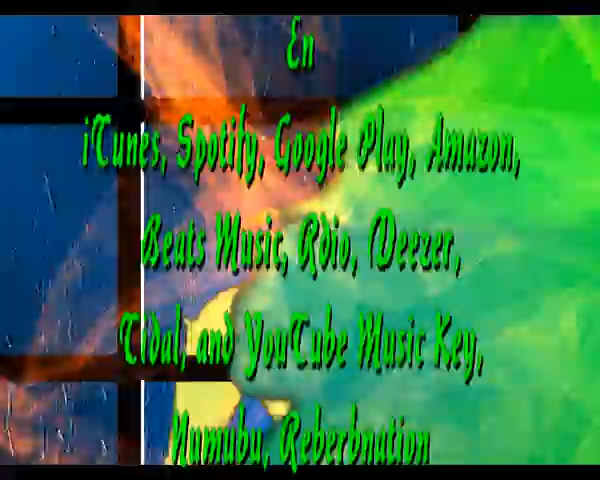 En
iTunes, Spotify, Google Play, Amazon,
Beats Music, Rdio, Deezer,
Tidal, and YouTube Music Key,
Numubu, Reberbnation